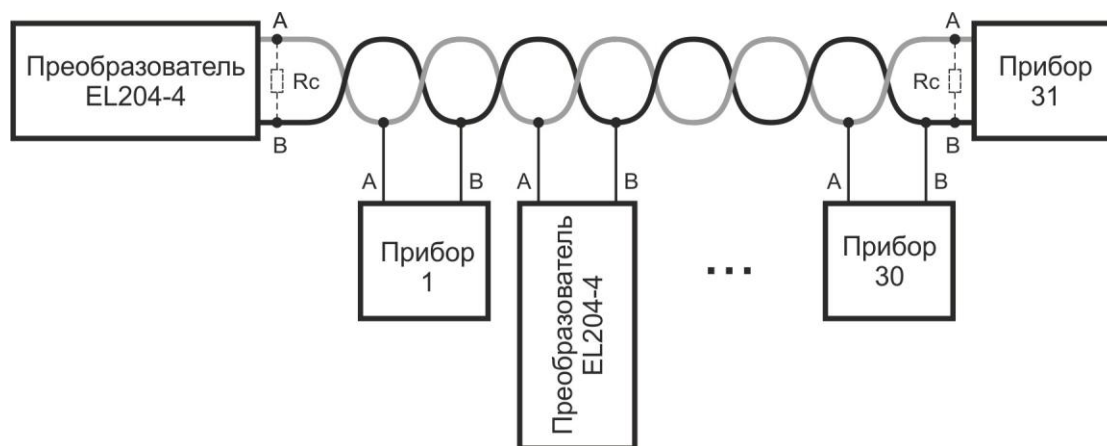 A
A
Преобразователь
EL204-4
Rc
Rc
Прибор
31
B
B
A
B
A
B
A
B
Прибор
1
Преобразователь
EL204-4
...
Прибор
30